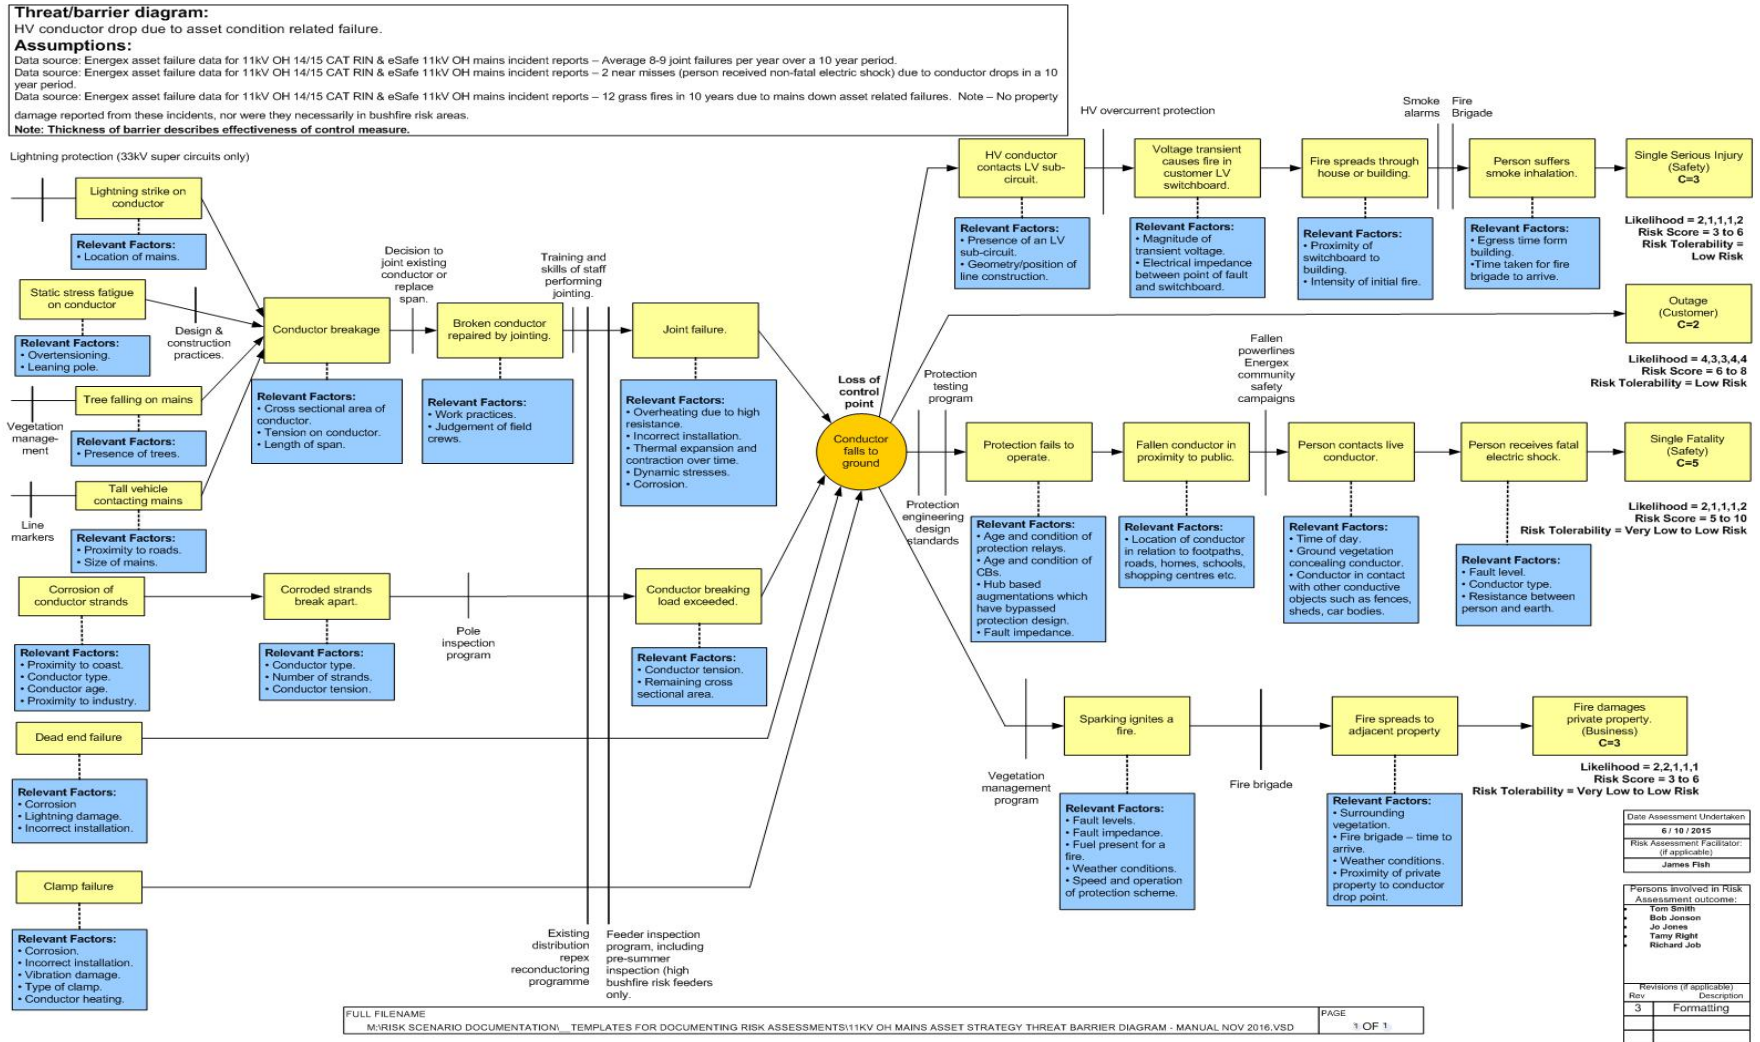 Threat/barrier diagram:
HV conductor drop due to asset condition related failure.
Assumptions:
Data source: Energex asset failure data for 11kV OH 14/15 CAT RIN & eSafe 11kV OH mains incident reports – Average 8-9 joint failures per year over a 10 year period.
Data source: Energex asset failure data for 11kV OH 14/15 CAT RIN & eSafe 11kV OH mains incident reports – 2 near misses (person received non-fatal electric shock) due to conductor drops in a 10
year period.
Data source: Energex asset failure data for 11kV OH 14/15 CAT RIN & eSafe 11kV OH mains incident reports – 12 grass fires in 10 years due to mains down asset related failures. Note – No property
damage reported from these incidents, nor were they necessarily in bushfire risk areas.
Note: Thickness of barrier describes effectiveness of control measure.
Lightning protection (33kV super circuits only)
Lightning strike on
conductor
Relevant Factors:
• Location of mains.
Static stress fatigue
on conductor
Relevant Factors:
• Overtensioning.
• Leaning pole.
Design &
construction
practices.
Tree falling on mains
Vegetation
manage-
ment
Relevant Factors:
• Presence of trees.
Tall vehicle
contacting mains
Line
markers
Relevant Factors:
• Proximity to roads.
• Size of mains.
Conductor breakage
Relevant Factors:
• Cross sectional area of
conductor.
• Tension on conductor.
• Length of span.
Decision to
joint existing
conductor or
replace
span.
Broken conductor
repaired by jointing.
Relevant Factors:
• Work practices.
• Judgement of field
crews.
Training and
skills of staff
performing
jointing.
Joint failure.
Relevant Factors:
• Overheating due to high
resistance.
• Incorrect installation.
• Thermal expansion and
contraction over time.
• Dynamic stresses.
• Corrosion.
Corrosion of
conductor strands
Relevant Factors:
• Proximity to coast.
• Conductor type.
• Conductor age.
• Proximity to industry.
Corroded strands
break apart.
Relevant Factors:
• Conductor type.
• Number of strands.
• Conductor tension.
Pole
inspection
program
Conductor breaking
load exceeded.
Relevant Factors:
• Conductor tension.
• Remaining cross
sectional area.
Dead end failure
Relevant Factors:
• Corrosion
• Lightning damage.
• Incorrect installation.
Clamp failure
Relevant Factors:
• Corrosion.
• Incorrect installation.
• Vibration damage.
• Type of clamp.
• Conductor heating.
Existing
distribution
repex
reconductoring
programme
Feeder inspection
program, including
pre-summer
inspection (high
bushfire risk feeders
only.
Loss of
control
point
Conductor
falls to
ground
HV conductor
contacts LV sub-
circuit.
Relevant Factors:
• Presence of an LV
sub-circuit.
• Geometry/position of
line construction.
HV overcurrent protection
Voltage transient
causes fire in
customer LV
switchboard.
Relevant Factors:
• Magnitude of
transient voltage.
• Electrical impedance
between point of fault
and switchboard.
Fire spreads through
house or building.
Relevant Factors:
• Proximity of
switchboard to
building.
• Intensity of initial fire.
Smoke
alarms
Fire
Brigade
Person suffers
smoke inhalation.
Relevant Factors:
• Egress time form
building.
•Time taken for fire
brigade to arrive.
Single Serious Injury
(Safety)
C=3
Likelihood = 2,1,1,1,2
Risk Score = 3 to 6
Risk Tolerability =
Low Risk
Outage
(Customer)
C=2
Likelihood = 4,3,3,4,4
Risk Score = 6 to 8
Risk Tolerability = Low Risk
Protection
testing
program
Protection
engineering
design
standards
Protection fails to
operate.
Relevant Factors:
• Age and condition of
protection relays.
• Age and condition of
CBs.
• Hub based
augmentations which
have bypassed
protection design.
• Fault impedance.
Fallen conductor in
proximity to public.
Relevant Factors:
• Location of conductor
in relation to footpaths,
roads, homes, schools,
shopping centres etc.
Fallen
powerlines
Energex
community
safety
campaigns
Person contacts live
conductor.
Relevant Factors:
• Time of day.
• Ground vegetation
concealing conductor.
• Conductor in contact
with other conductive
objects such as fences,
sheds, car bodies.
Person receives fatal
electric shock.
Relevant Factors:
• Fault level.
• Conductor type.
• Resistance between
person and earth.
Single Fatality
(Safety)
C=5
Likelihood = 2,1,1,1,2
Risk Score = 5 to 10
Risk Tolerability = Very Low to Low Risk
Vegetation
management
program
Sparking ignites a
fire.
Relevant Factors:
• Fault levels.
• Fault impedance.
• Fuel present for a
fire.
• Weather conditions.
• Speed and operation
of protection scheme.
Fire brigade
Fire spreads to
adjacent property
Relevant Factors:
• Surrounding
vegetation.
• Fire brigade – time to
arrive.
• Weather conditions.
• Proximity of private
property to conductor
drop point.
Fire damages
private property.
(Business)
C=3
Likelihood = 2,2,1,1,1
Risk Score = 3 to 6
Risk Tolerability = Very Low to Low Risk
Date Assessment Undertaken
6 / 10 / 2015
Risk Assessment Facilitator:
(if applicable)
James Fish
Persons involved in Risk
Assessment outcome:
• Tom Smith
• Bob Jonson
• Jo Jones
• Tamy Right
• Richard Job
Revisions (if applicable)
Rev Description
3 Formatting
FULL FILENAME
M:\RISK SCENARIO DOCUMENTATION\__TEMPLATES FOR DOCUMENTING RISK ASSESSMENTS\11KV OH MAINS ASSET STRATEGY THREAT BARRIER DIAGRAM - MANUAL NOV 2016.VSD
PAGE
1 OF 1